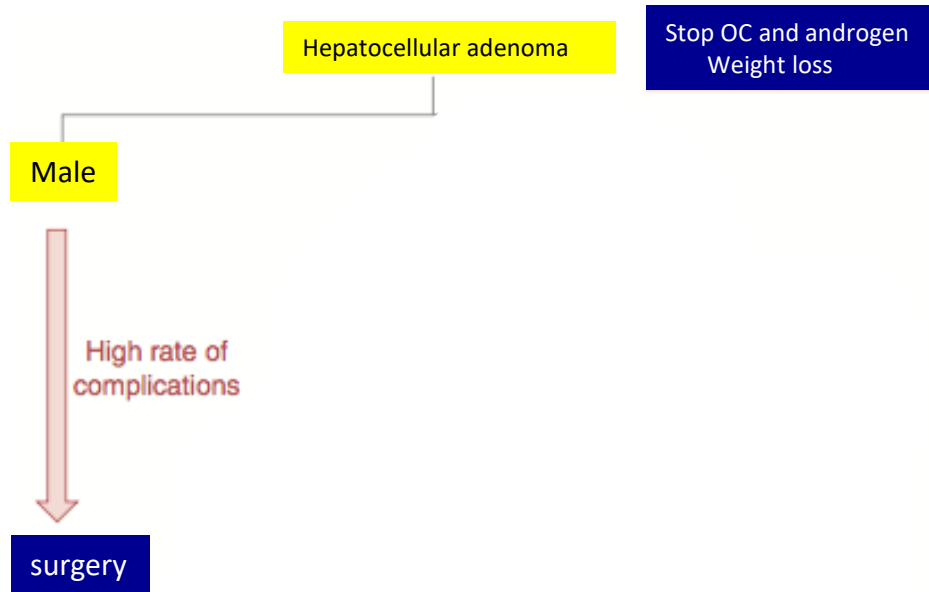 Hepatocellular adenoma
Stop OC and androgen
Weight loss
Male
High rate of
complications
surgery